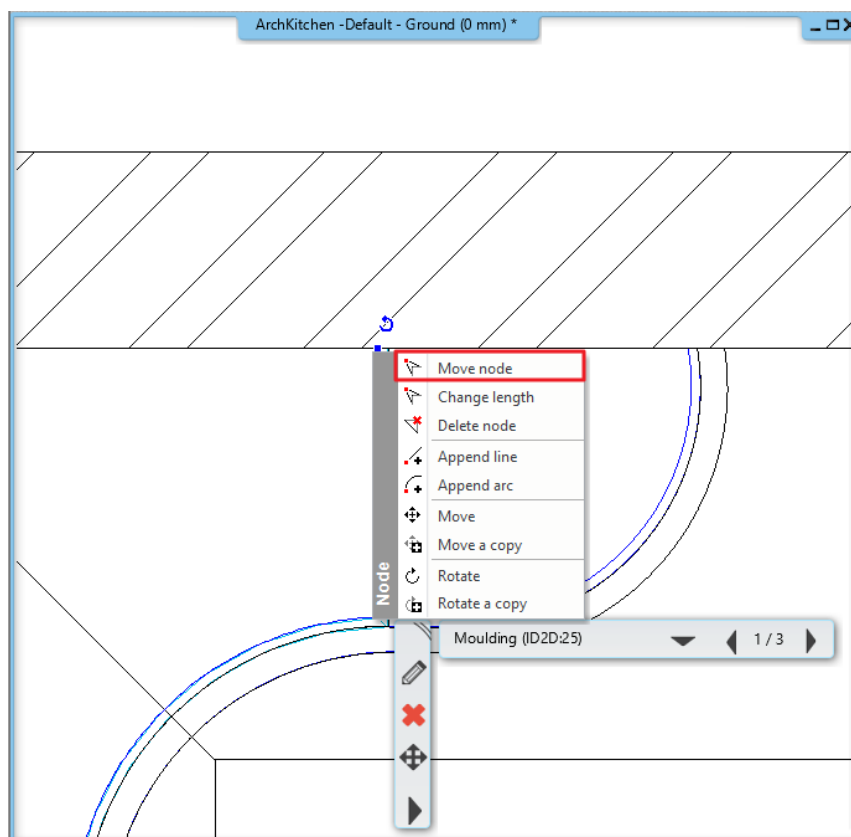 ArchKitchen -Default - Ground (0 mm) *
Move node
Change length
Delete node
Append line
Append arc
Move
Move a copy
Rotate
Rotate a copy
Node
Moulding (ID2D:25)
1 / 3